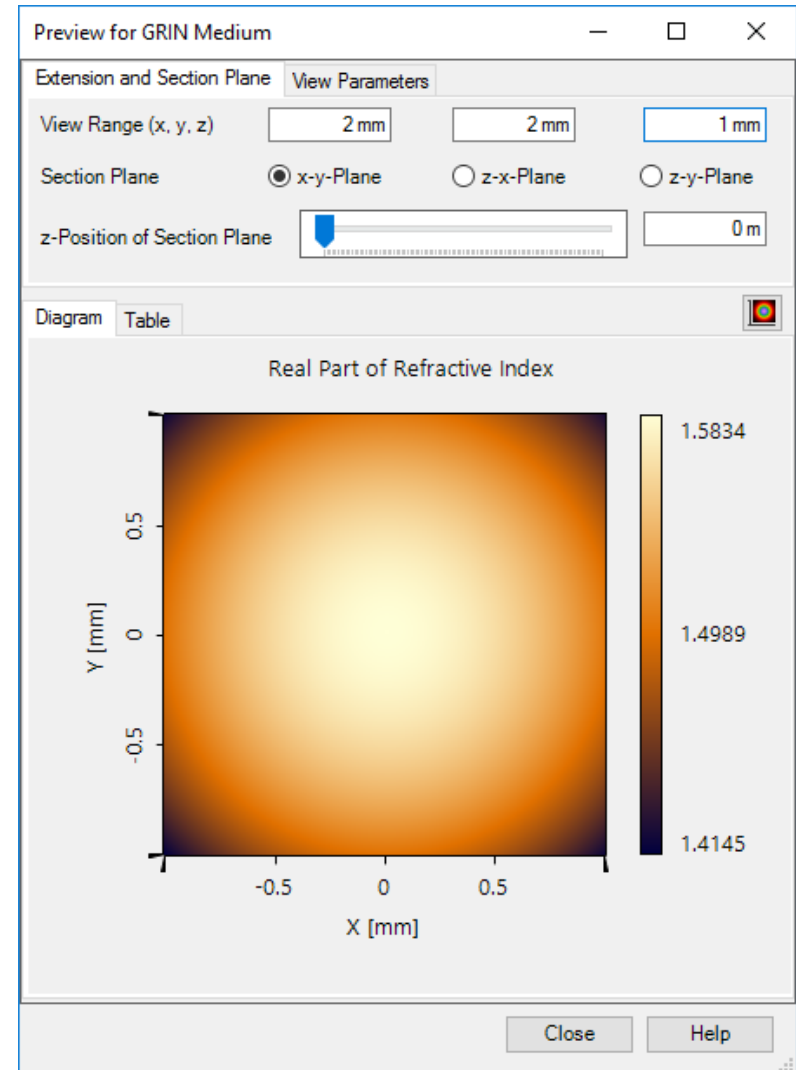 Preview for GRIN Medium
Extension and Section Plane View Parameters
View Range (x, y, z) 2 mm 2 mm 1 mm
Section Plane x-y-Plane z-x-Plane z-y-Plane
z-Position of Section Plane 0 m
Diagram Table
Real Part of Refractive Index
1.5834
0.5
Y [mm] 0 1.4989
-0.5
1.4145
-0.5 0 0.5
X [mm]
Close Help